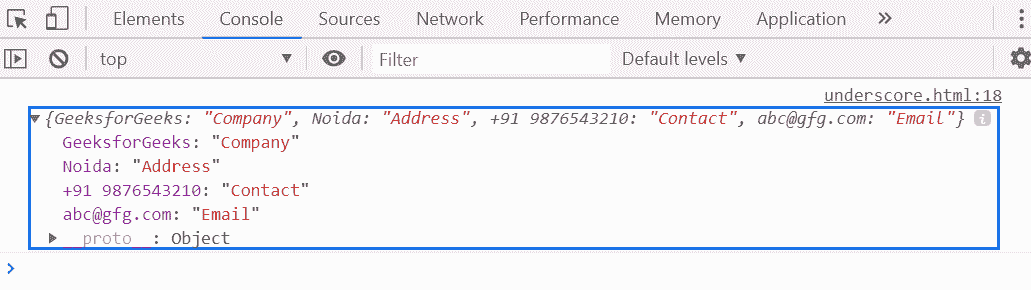 Elements Console Sources Network Performance Memory Application »
top ▼ Filter Default levels ▼
underscore.html:18
▼{GeeksforGeeks: "Company", Noida: "Address", +91 9876543210: "Contact", abc@gfg.com: "Email"} i
GeeksforGeeks: "Company"
Noida: "Address"
+91 9876543210: "Contact"
abc@gfg.com: "Email"
▶ __proto__: Object
>